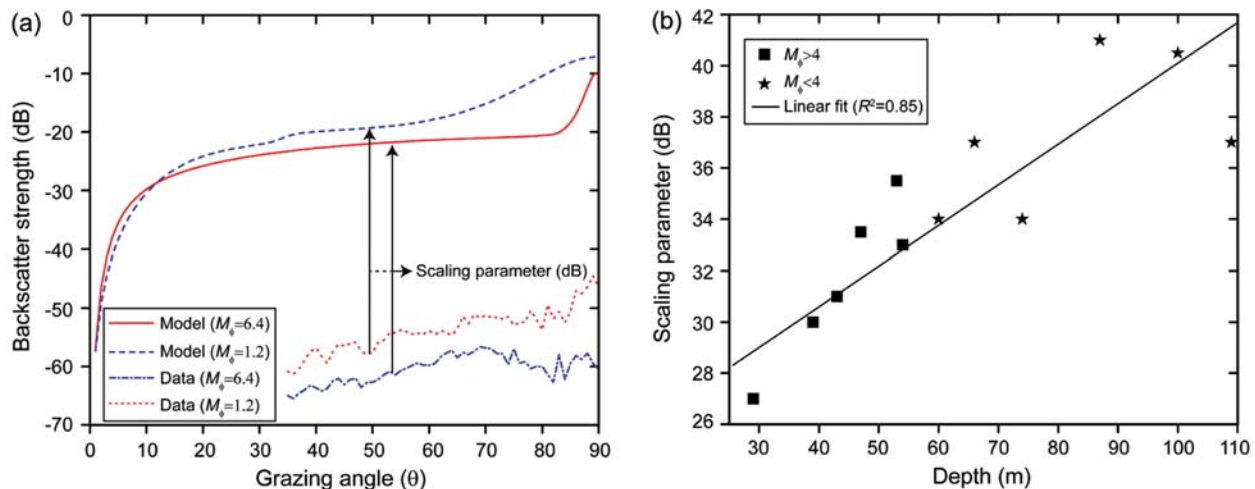 (a)
0
-10
-20
-30
-40
-50
-60
-70
Backscatter strength (dB)
Scaling parameter (dB)
Model (Mϕ=6.4)
Model (Mϕ=1.2)
Data (Mϕ=6.4)
Data (Mϕ=1.2)
0 10 20 30 40 50 60 70 80 90
Grazing angle (θ)
(b)
42
40
38
36
34
32
30
28
26
Scaling parameter (dB)
Mϕ>4
Mϕ<4
Linear fit (R²=0.85)
30 40 50 60 70 80 90 100 110
Depth (m)